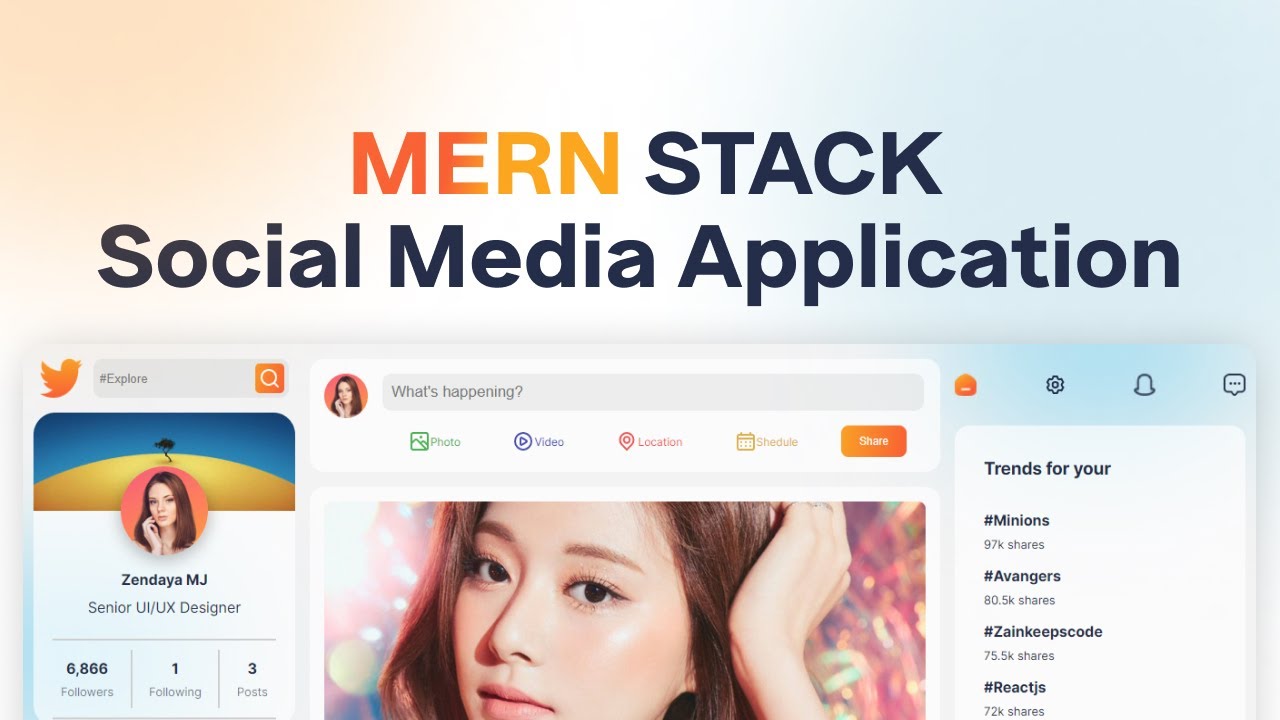 MERN STACK
Social Media Application
#Explore
What's happening?
Photo
Video
Location
Shedule
Share
Zendaya MJ
Senior UI/UX Designer
6,866
1
3
Followers
Following
Posts
Trends for your
#Minions
97k shares
#Avangers
80.5k shares
#Zainkeepscode
75.5k shares
#Reactjs
72k shares